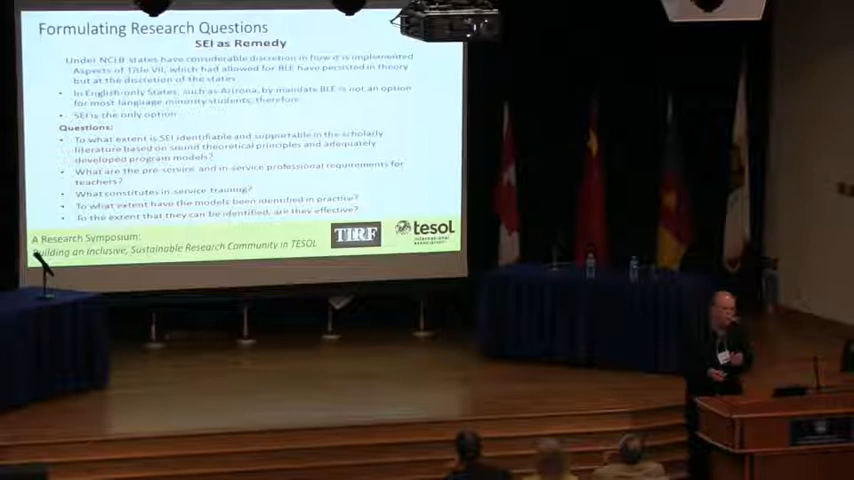 Formulating Research Questions
SEI as Remedy
Under NCLB states have considerable discretion in how it is implemented
Aspects of Title VII, which had allowed for BLE have persisted in theory
but at the discretion of the states
• In English-only States, such as Arizona, by mandate BLE is not an option
for most language minority students, therefore
• SEI is the only option
Questions:
• To what extent is SEI identifiable and supportable in the scholarly
literature based on sound theoretical principles and adequately
developed program models?
• What are the pre-service and in-service professional requirements for
teachers?
• What constitutes in-service training?
• To what extent have the models been identified in practice?
• To the extent that they can be identified, are they effective?
A Research Symposium:
Building an Inclusive, Sustainable Research Community in TESOL
TIRF
tesol
international
association